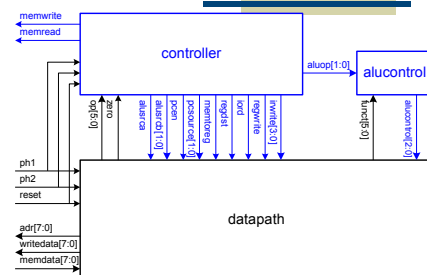 memwrite
memread
controller
aluop[1:0]
alucontrol
op[5:0]
zero
alusrca
alusrcb[1:0]
pcen
pcsource[1:0]
memtoreg
regdst
iord
regwrite
irwrite[3:0]
funct[5:0]
alucontrol[2:0]
ph1
ph2
reset
datapath
adr[7:0]
writedata[7:0]
memdata[7:0]